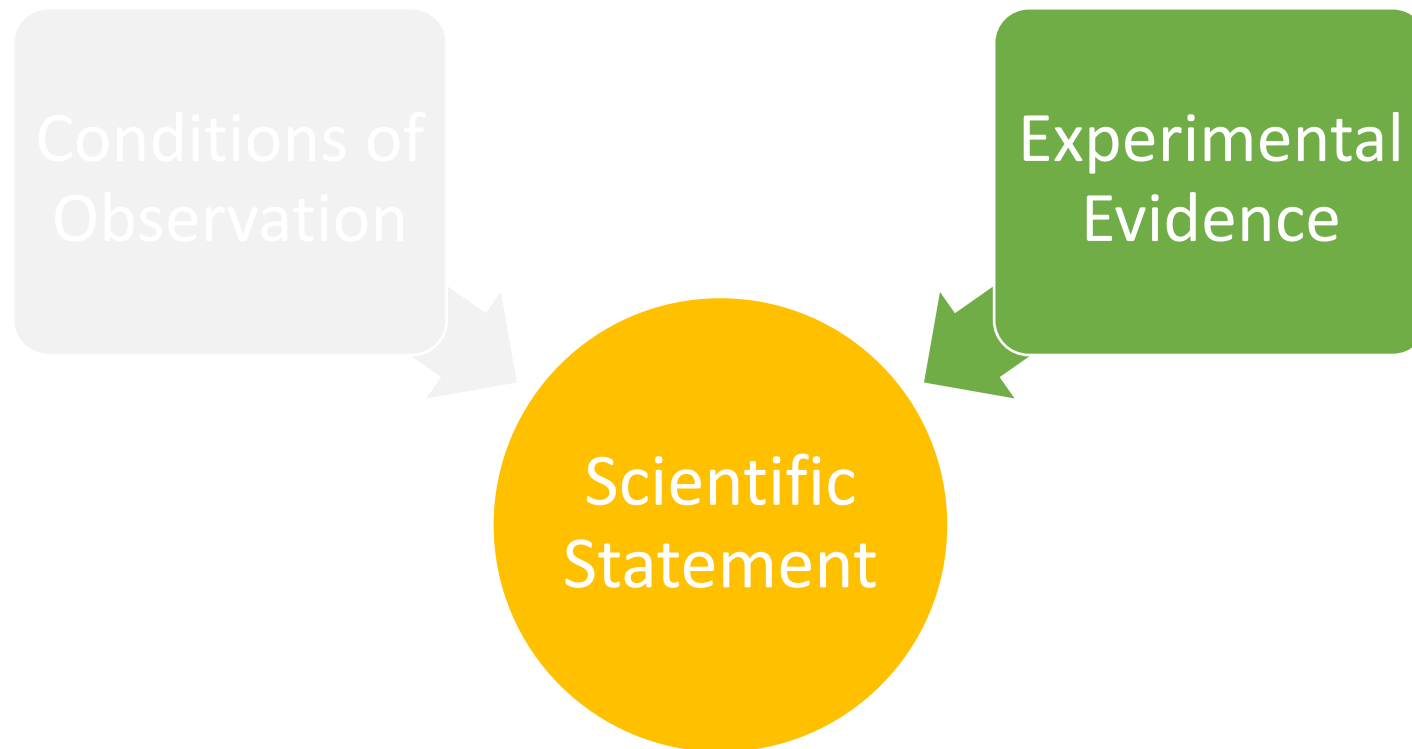 Conditions of
Observation
Experimental
Evidence
Scientific
Statement